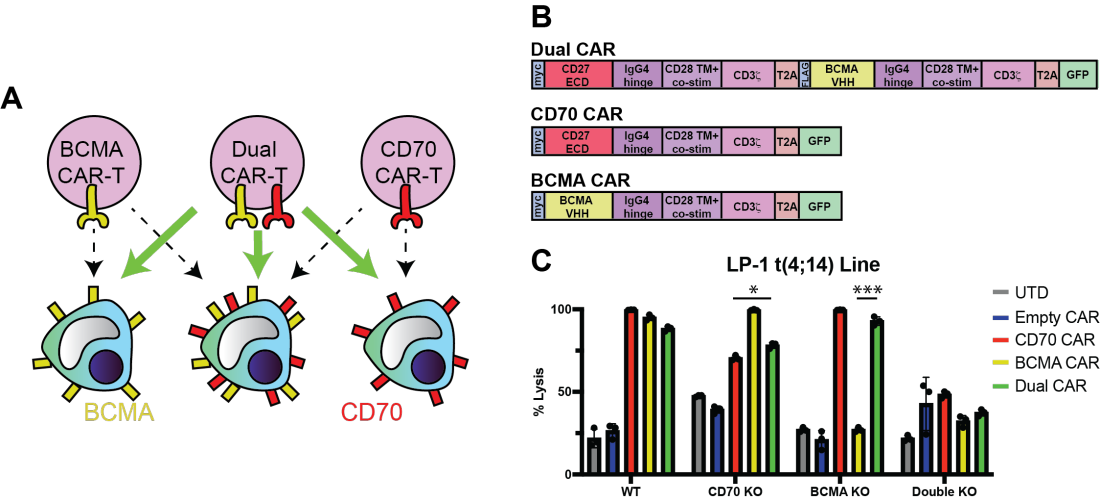 A
BCMA
CAR-T
Dual
CAR-T
CD70
CAR-T
BCMA
CD70
B
Dual CAR
myc
CD27
ECD
IgG4
hinge
CD28 TM+
co-stim
CD3ζ
T2A
FLAG
BCMA
VHH
IgG4
hinge
CD28 TM+
co-stim
CD3ζ
T2A
GFP
CD70 CAR
myc
CD27
ECD
IgG4
hinge
CD28 TM+
co-stim
CD3ζ
T2A
GFP
BCMA CAR
myc
BCMA
VHH
IgG4
hinge
CD28 TM+
co-stim
CD3ζ
T2A
GFP
C
LP-1 t(4;14) Line
% Lysis
100
50
0
*
***
WT
CD70 KO
BCMA KO
Double KO
UTD
Empty CAR
CD70 CAR
BCMA CAR
Dual CAR